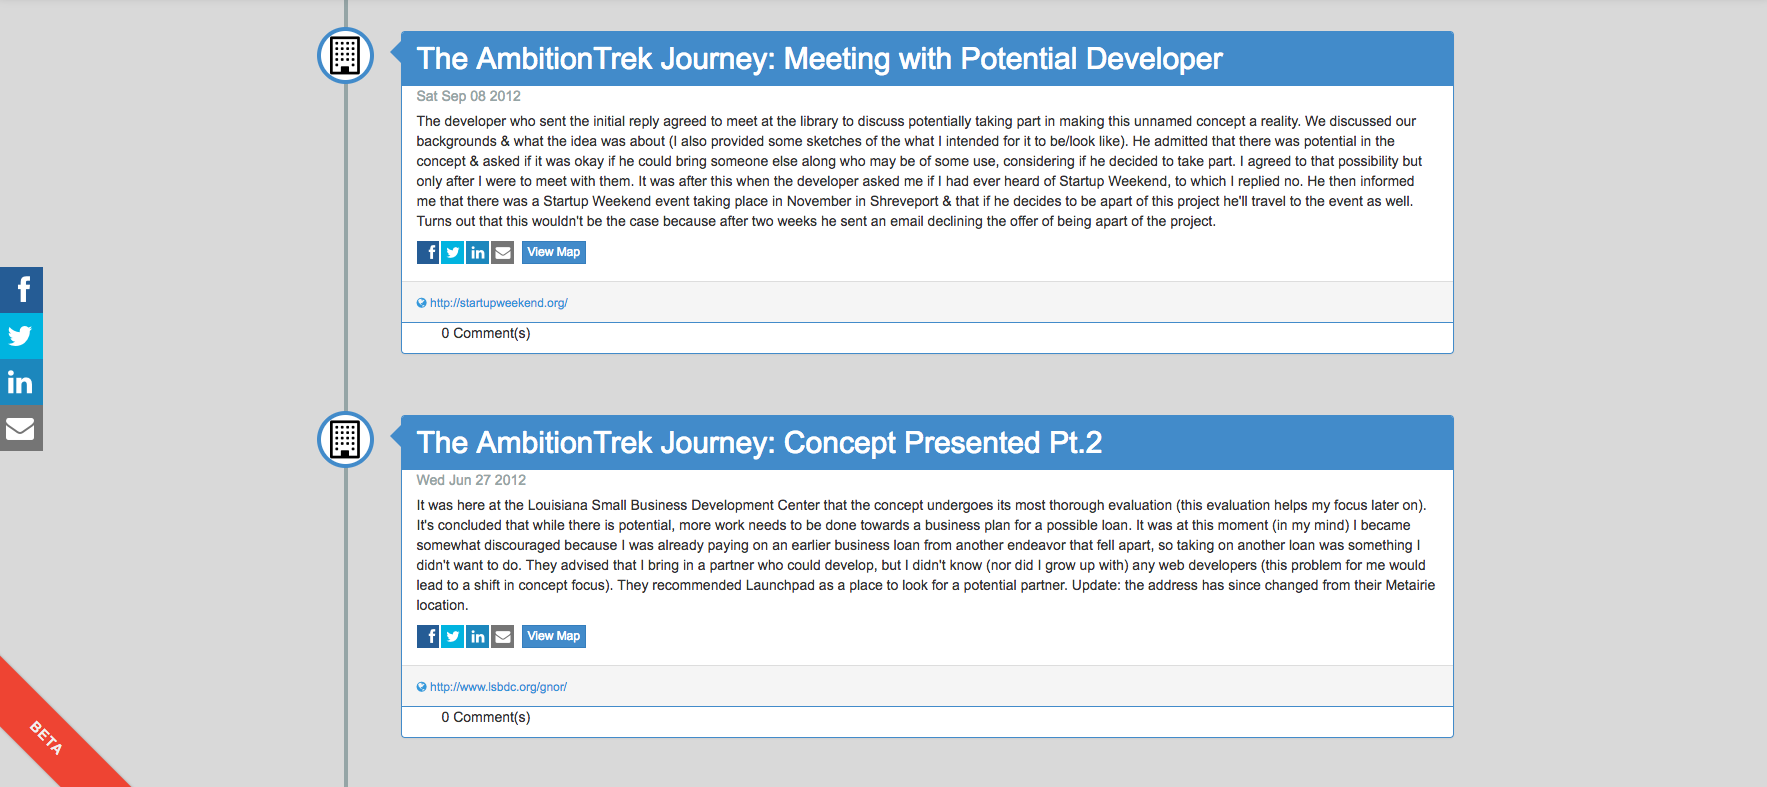 The AmbitionTrek Journey: Meeting with Potential Developer
Sat Sep 08 2012
The developer who sent the initial reply agreed to meet at the library to discuss potentially taking part in making this unnamed concept a reality. We discussed our
backgrounds & what the idea was about (I also provided some sketches of the what I intended for it to be/look like). He admitted that there was potential in the
concept & asked if it was okay if he could bring someone else along who may be of some use, considering if he decided to take part. I agreed to that possibility but
only after I were to meet with them. It was after this when the developer asked me if I had ever heard of Startup Weekend, to which I replied no. He then informed
me that there was a Startup Weekend event taking place in November in Shreveport & that if he decides to be apart of this project he'll travel to the event as well.
Turns out that this wouldn't be the case because after two weeks he sent an email declining the offer of being apart of the project.
View Map
http://startupweekend.org/
0 Comment(s)
The AmbitionTrek Journey: Concept Presented Pt.2
Wed Jun 27 2012
It was here at the Louisiana Small Business Development Center that the concept undergoes its most thorough evaluation (this evaluation helps my focus later on).
It's concluded that while there is potential, more work needs to be done towards a business plan for a possible loan. It was at this moment (in my mind) I became
somewhat discouraged because I was already paying on an earlier business loan from another endeavor that fell apart, so taking on another loan was something I
didn't want to do. They advised that I bring in a partner who could develop, but I didn't know (nor did I grow up with) any web developers (this problem for me would
lead to a shift in concept focus). They recommended Launchpad as a place to look for a potential partner. Update: the address has since changed from their Metairie
location.
View Map
http://www.lsbdc.org/gnor/
0 Comment(s)
BETA